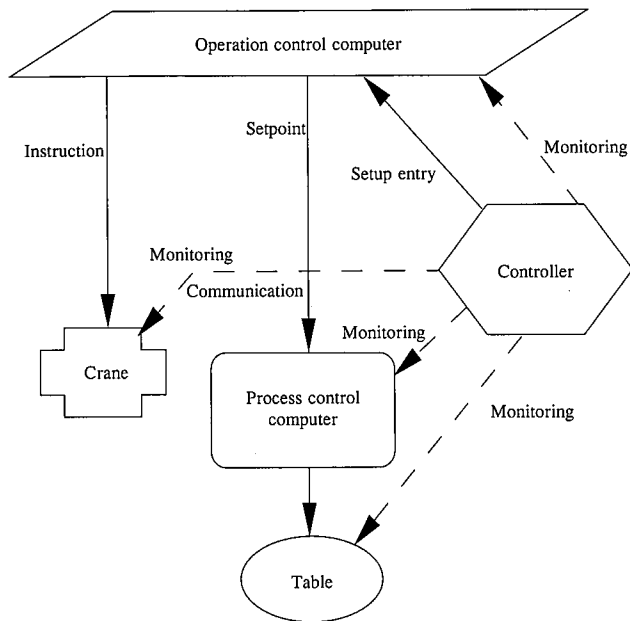 Operation control computer
Instruction
Setpoint
Monitoring
Setup entry
Monitoring
Controller
Communication
Monitoring
Crane
Process control
computer
Monitoring
Table